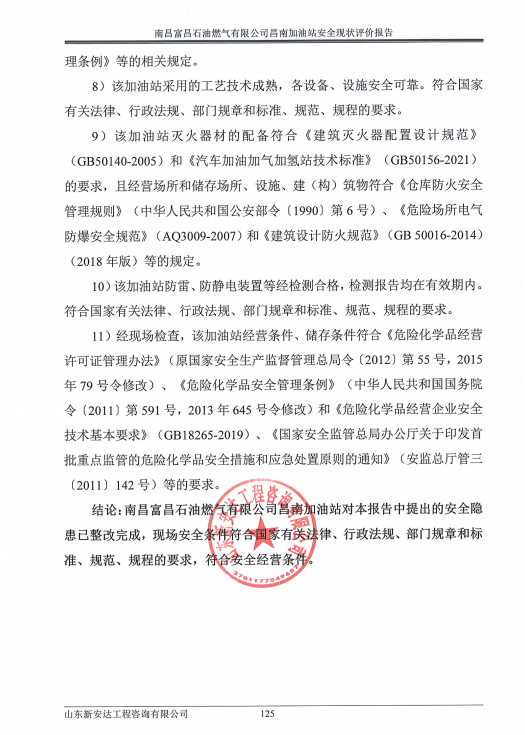 南昌富昌石油燃气有限公司昌南加油站安全现状评价报告
理条例》等的相关规定。
8）该加油站采用的工艺技术成熟，各设备、设施安全可靠。符合国家
有关法律、行政法规、部门规章和标准、规范、规程的要求。
9）该加油站灭火器材的配备符合《建筑灭火器配置设计规范》
（GB50140-2005）和《汽车加油加气加氢站技术标准》（GB50156-2021）
的要求，且经营场所和储存场所、设施、建（构）筑物符合《仓库防火安全
管理规则》（中华人民共和国公安部令〔1990〕第 6 号）、《危险场所电气
防爆安全规范》（AQ3009-2007）和《建筑设计防火规范》（GB 50016-2014）
（2018 年版）等的规定。
10）该加油站防雷、防静电装置等经检测合格，检测报告均在有效期内。
符合国家有关法律、行政法规、部门规章和标准、规范、规程的要求。
11）经现场检查，该加油站经营条件、储存条件符合《危险化学品经营
许可证管理办法》（原国家安全生产监督管理总局令〔2012〕第 55 号，2015
年 79 号令修改）、《危险化学品安全管理条例》（中华人民共和国国务院
令〔2011〕第 591 号，2013 年 645 号令修改）和《危险化学品经营企业安全
技术基本要求》（GB18265-2019）、《国家安全监管总局办公厅关于印发首
批重点监管的危险化学品安全措施和应急处置原则的通知》（安监总厅管三
〔2011〕142 号）等的要求。
结论：南昌富昌石油燃气有限公司昌南加油站对本报告中提出的安全隐
患已整改完成，现场安全条件符合国家有关法律、行政法规、部门规章和标
准、规范、规程的要求，符合安全经营条件。
山东新安达工程咨询有限公司
山东新安达工程咨询有限公司 125